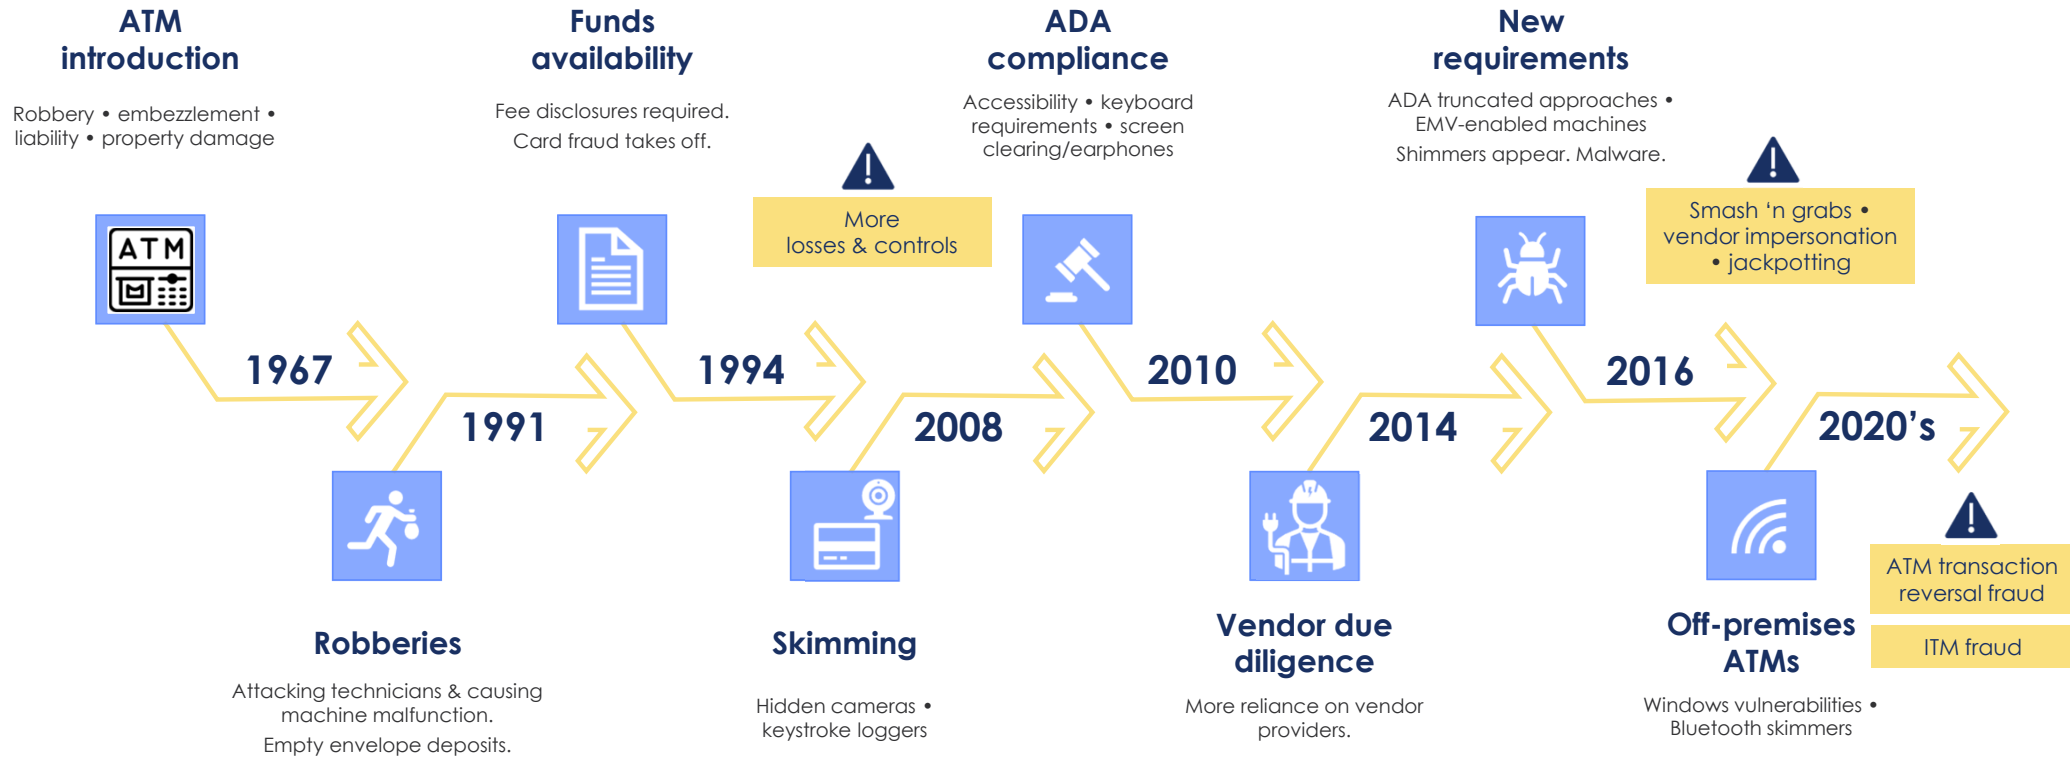 ATM
introduction
Robbery • embezzlement •
liability • property damage
ATM
1967
Robberies
Attacking technicians & causing
machine malfunction.
Empty envelope deposits.
1991
Funds
availability
Fee disclosures required.
Card fraud takes off.
1994
More
losses & controls
Skimming
Hidden cameras •
keystroke loggers
2008
ADA
compliance
Accessibility • keyboard
requirements • screen
clearing/earphones
2010
Vendor due
diligence
More reliance on vendor
providers.
2014
New
requirements
ADA truncated approaches •
EMV-enabled machines
Shimmers appear. Malware.
2016
Smash ‘n grabs •
vendor impersonation
• jackpotting
Off-premises
ATMs
Windows vulnerabilities •
Bluetooth skimmers
2020’s
ATM transaction
reversal fraud
ITM fraud